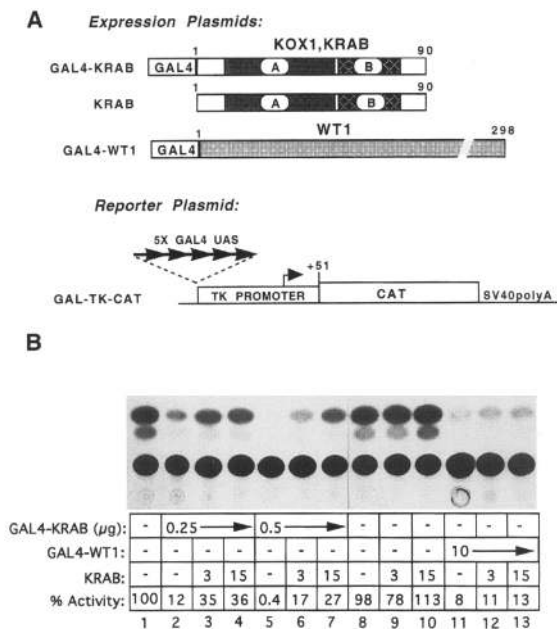 A
Expression Plasmids:
1 KOX1,KRAB 90
GAL4-KRAB GAL4 A B
1 90
KRAB A B
1 WT1 298
GAL4-WT1 GAL4
Reporter Plasmid:
5X GAL4 UAS
+51
GAL-TK-CAT TK PROMOTER CAT SV40polyA
B
GAL4-KRAB (µg): - 0.25 0.5 - - - - - -
GAL4-WT1: - - - - - - - - - - 10
KRAB: - - 3 15 - 3 15 - 3 15 - 3 15
% Activity: 100 12 35 36 0.4 17 27 98 78 113 8 11 13
1 2 3 4 5 6 7 8 9 10 11 12 13